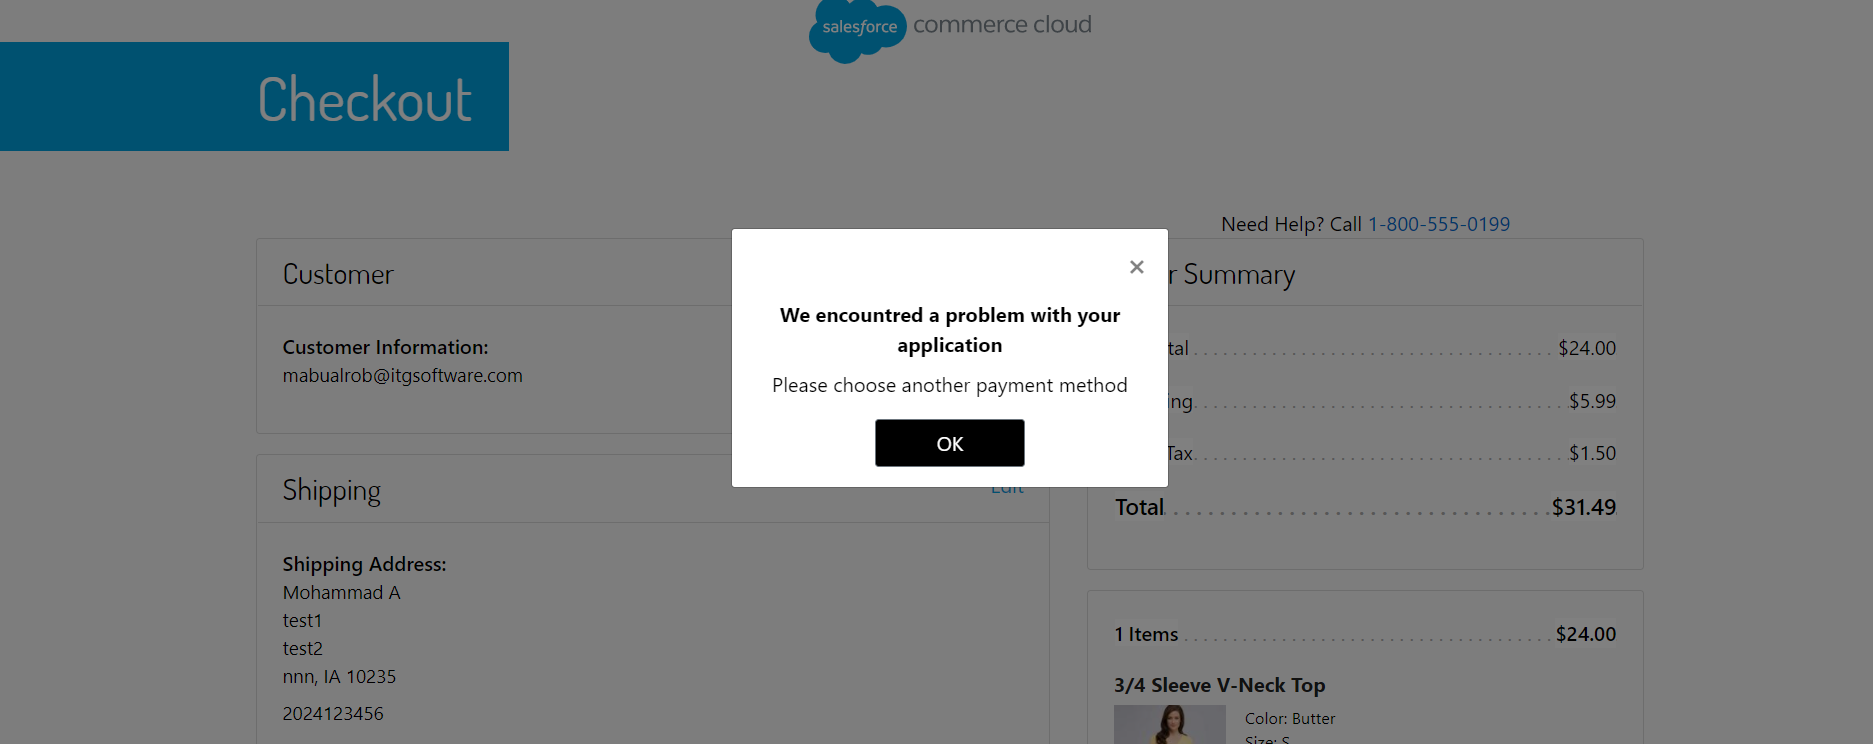 salesforce commerce cloud
Checkout
Need Help? Call 1-800-555-0199
Customer
Customer Information:
mabualrob@itgsoftware.com
Shipping
Edit
Shipping Address:
Mohammad A
test1
test2
nnn, IA 10235
2024123456
×
We encountred a problem with your
application
Please choose another payment method
OK
r Summary
tal $24.00
ing $5.99
Tax $1.50
Total $31.49
1 Items $24.00
3/4 Sleeve V-Neck Top
Color: Butter
Size: S